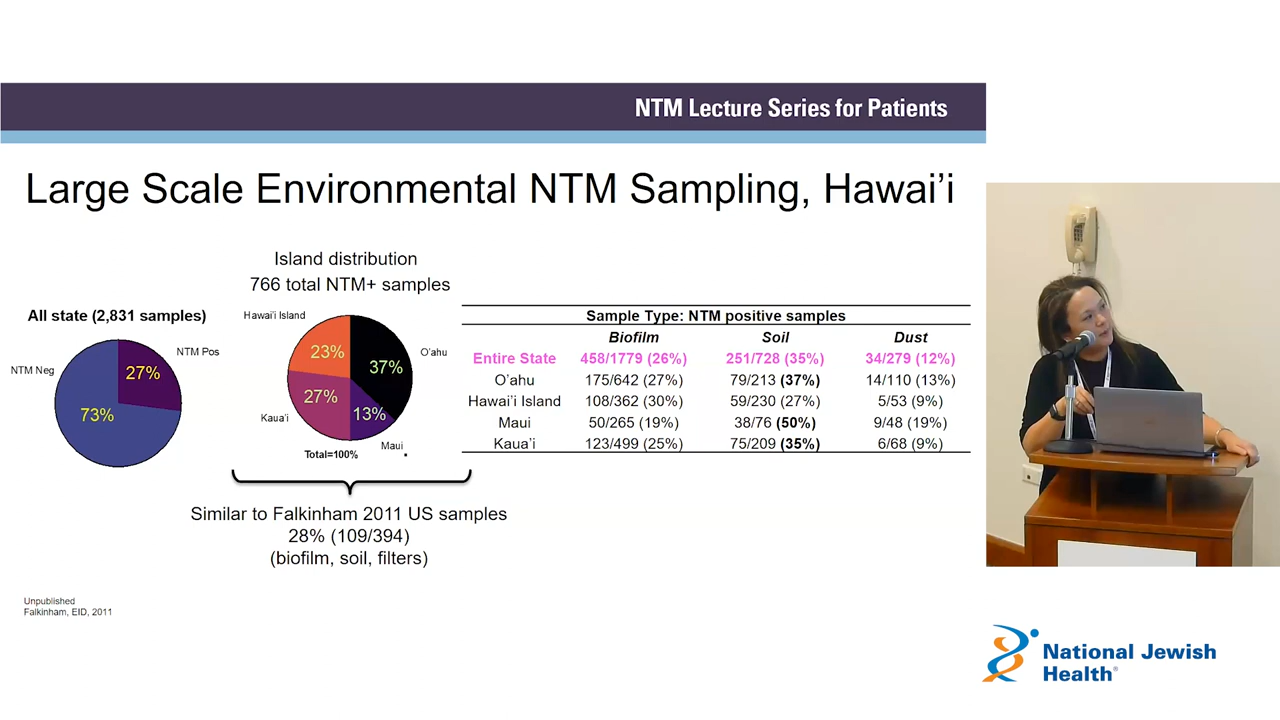 NTM Lecture Series for Patients
Large Scale Environmental NTM Sampling, Hawai’i
Island distribution
766 total NTM+ samples
All state (2,831 samples)
NTM Pos
NTM Neg
27%
73%
Hawai’i Island
O’ahu
23%
37%
27%
13%
Kaua’i
Maui
Total=100%
Sample Type: NTM positive samples
Biofilm Soil Dust
Entire State 458/1779 (26%) 251/728 (35%) 34/279 (12%)
O’ahu 175/642 (27%) 79/213 (37%) 14/110 (13%)
Hawai’i Island 108/362 (30%) 59/230 (27%) 5/53 (9%)
Maui 50/265 (19%) 38/76 (50%) 9/48 (19%)
Kaua’i 123/499 (25%) 75/209 (35%) 6/68 (9%)
Similar to Falkinham 2011 US samples
28% (109/394)
(biofilm, soil, filters)
Unpublished
Falkinham, EID, 2011
National Jewish
Health®